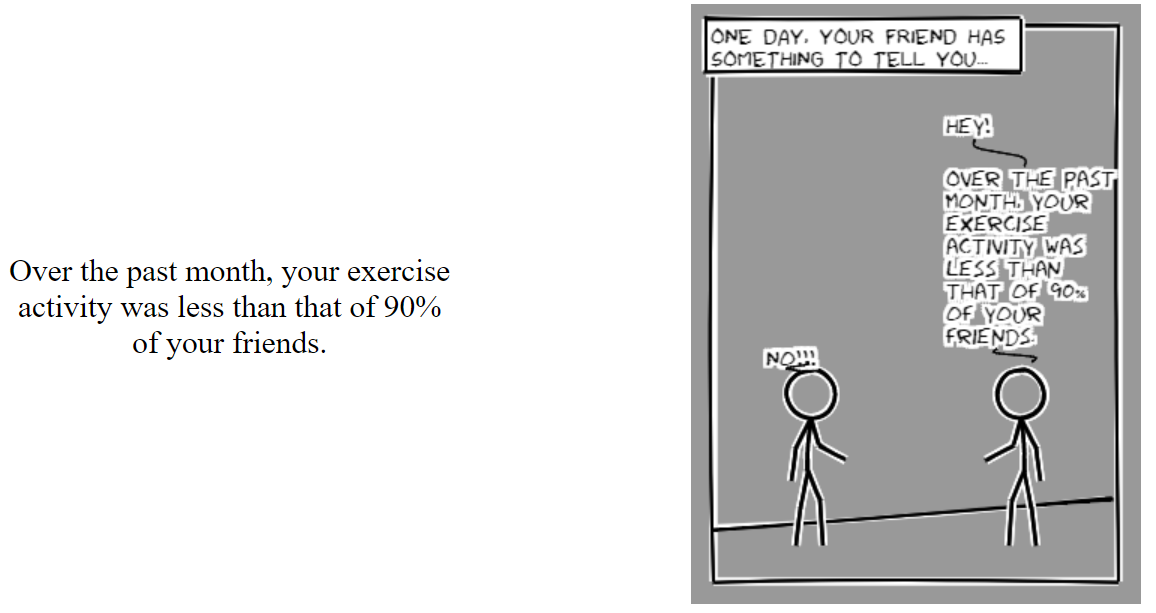 Over the past month, your exercise
activity was less than that of 90%
of your friends.
ONE DAY, YOUR FRIEND HAS
SOMETHING TO TELL YOU...
HEY!
OVER THE PAST
MONTH, YOUR
EXERCISE
ACTIVITY WAS
LESS THAN
THAT OF 90%
OF YOUR
FRIENDS.
NO!!!